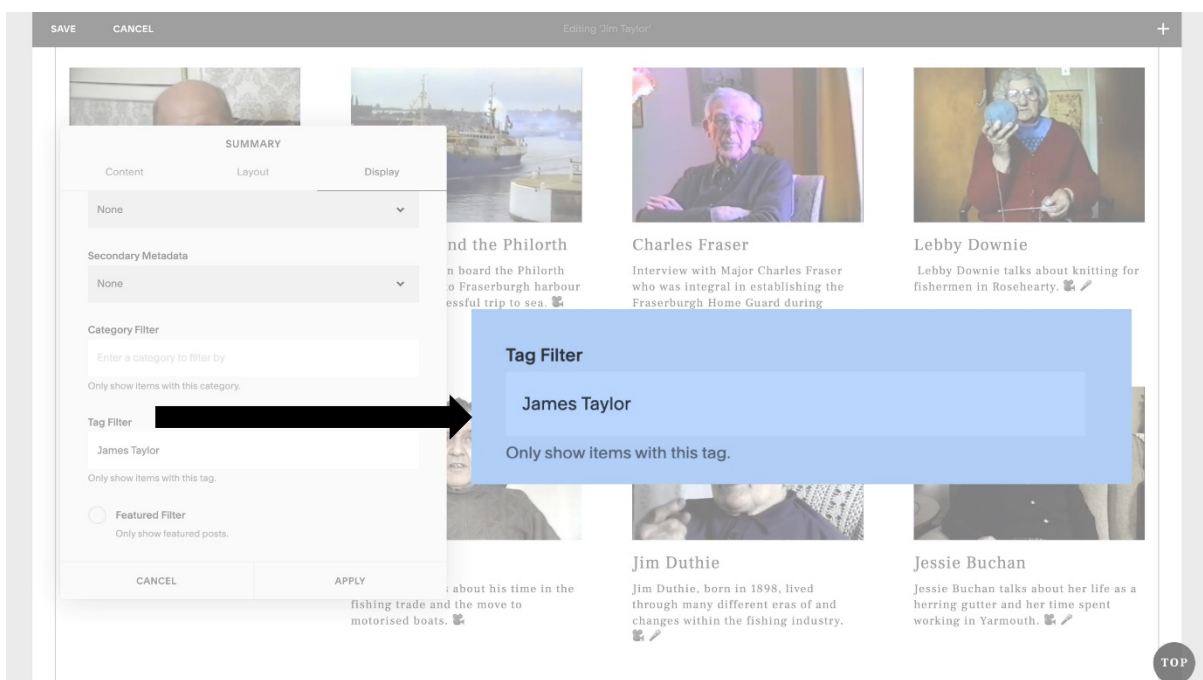 SAVE CANCEL Editing 'Jim Taylor' +
SUMMARY
Content Layout Display
None
Secondary Metadata
None
Category Filter
Enter a category to filter by
Only show items with this category.
Tag Filter
James Taylor
Only show items with this tag.
Featured Filter
Only show featured posts.
CANCEL APPLY
nd the Philorth
n board the Philorth
o Fraserburgh harbour
essful trip to sea.
Charles Fraser
Interview with Major Charles Fraser
who was integral in establishing the
Fraserburgh Home Guard during
Lebby Downie
Lebby Downie talks about knitting for
fishermen in Rosehearty.
Tag Filter
James Taylor
Only show items with this tag.
about his time in the
fishing trade and the move to
motorised boats.
Jim Duthie
Jim Duthie, born in 1898, lived
through many different eras of and
changes within the fishing industry.
Jessie Buchan
Jessie Buchan talks about her life as a
herring gutter and her time spent
working in Yarmouth.
TOP